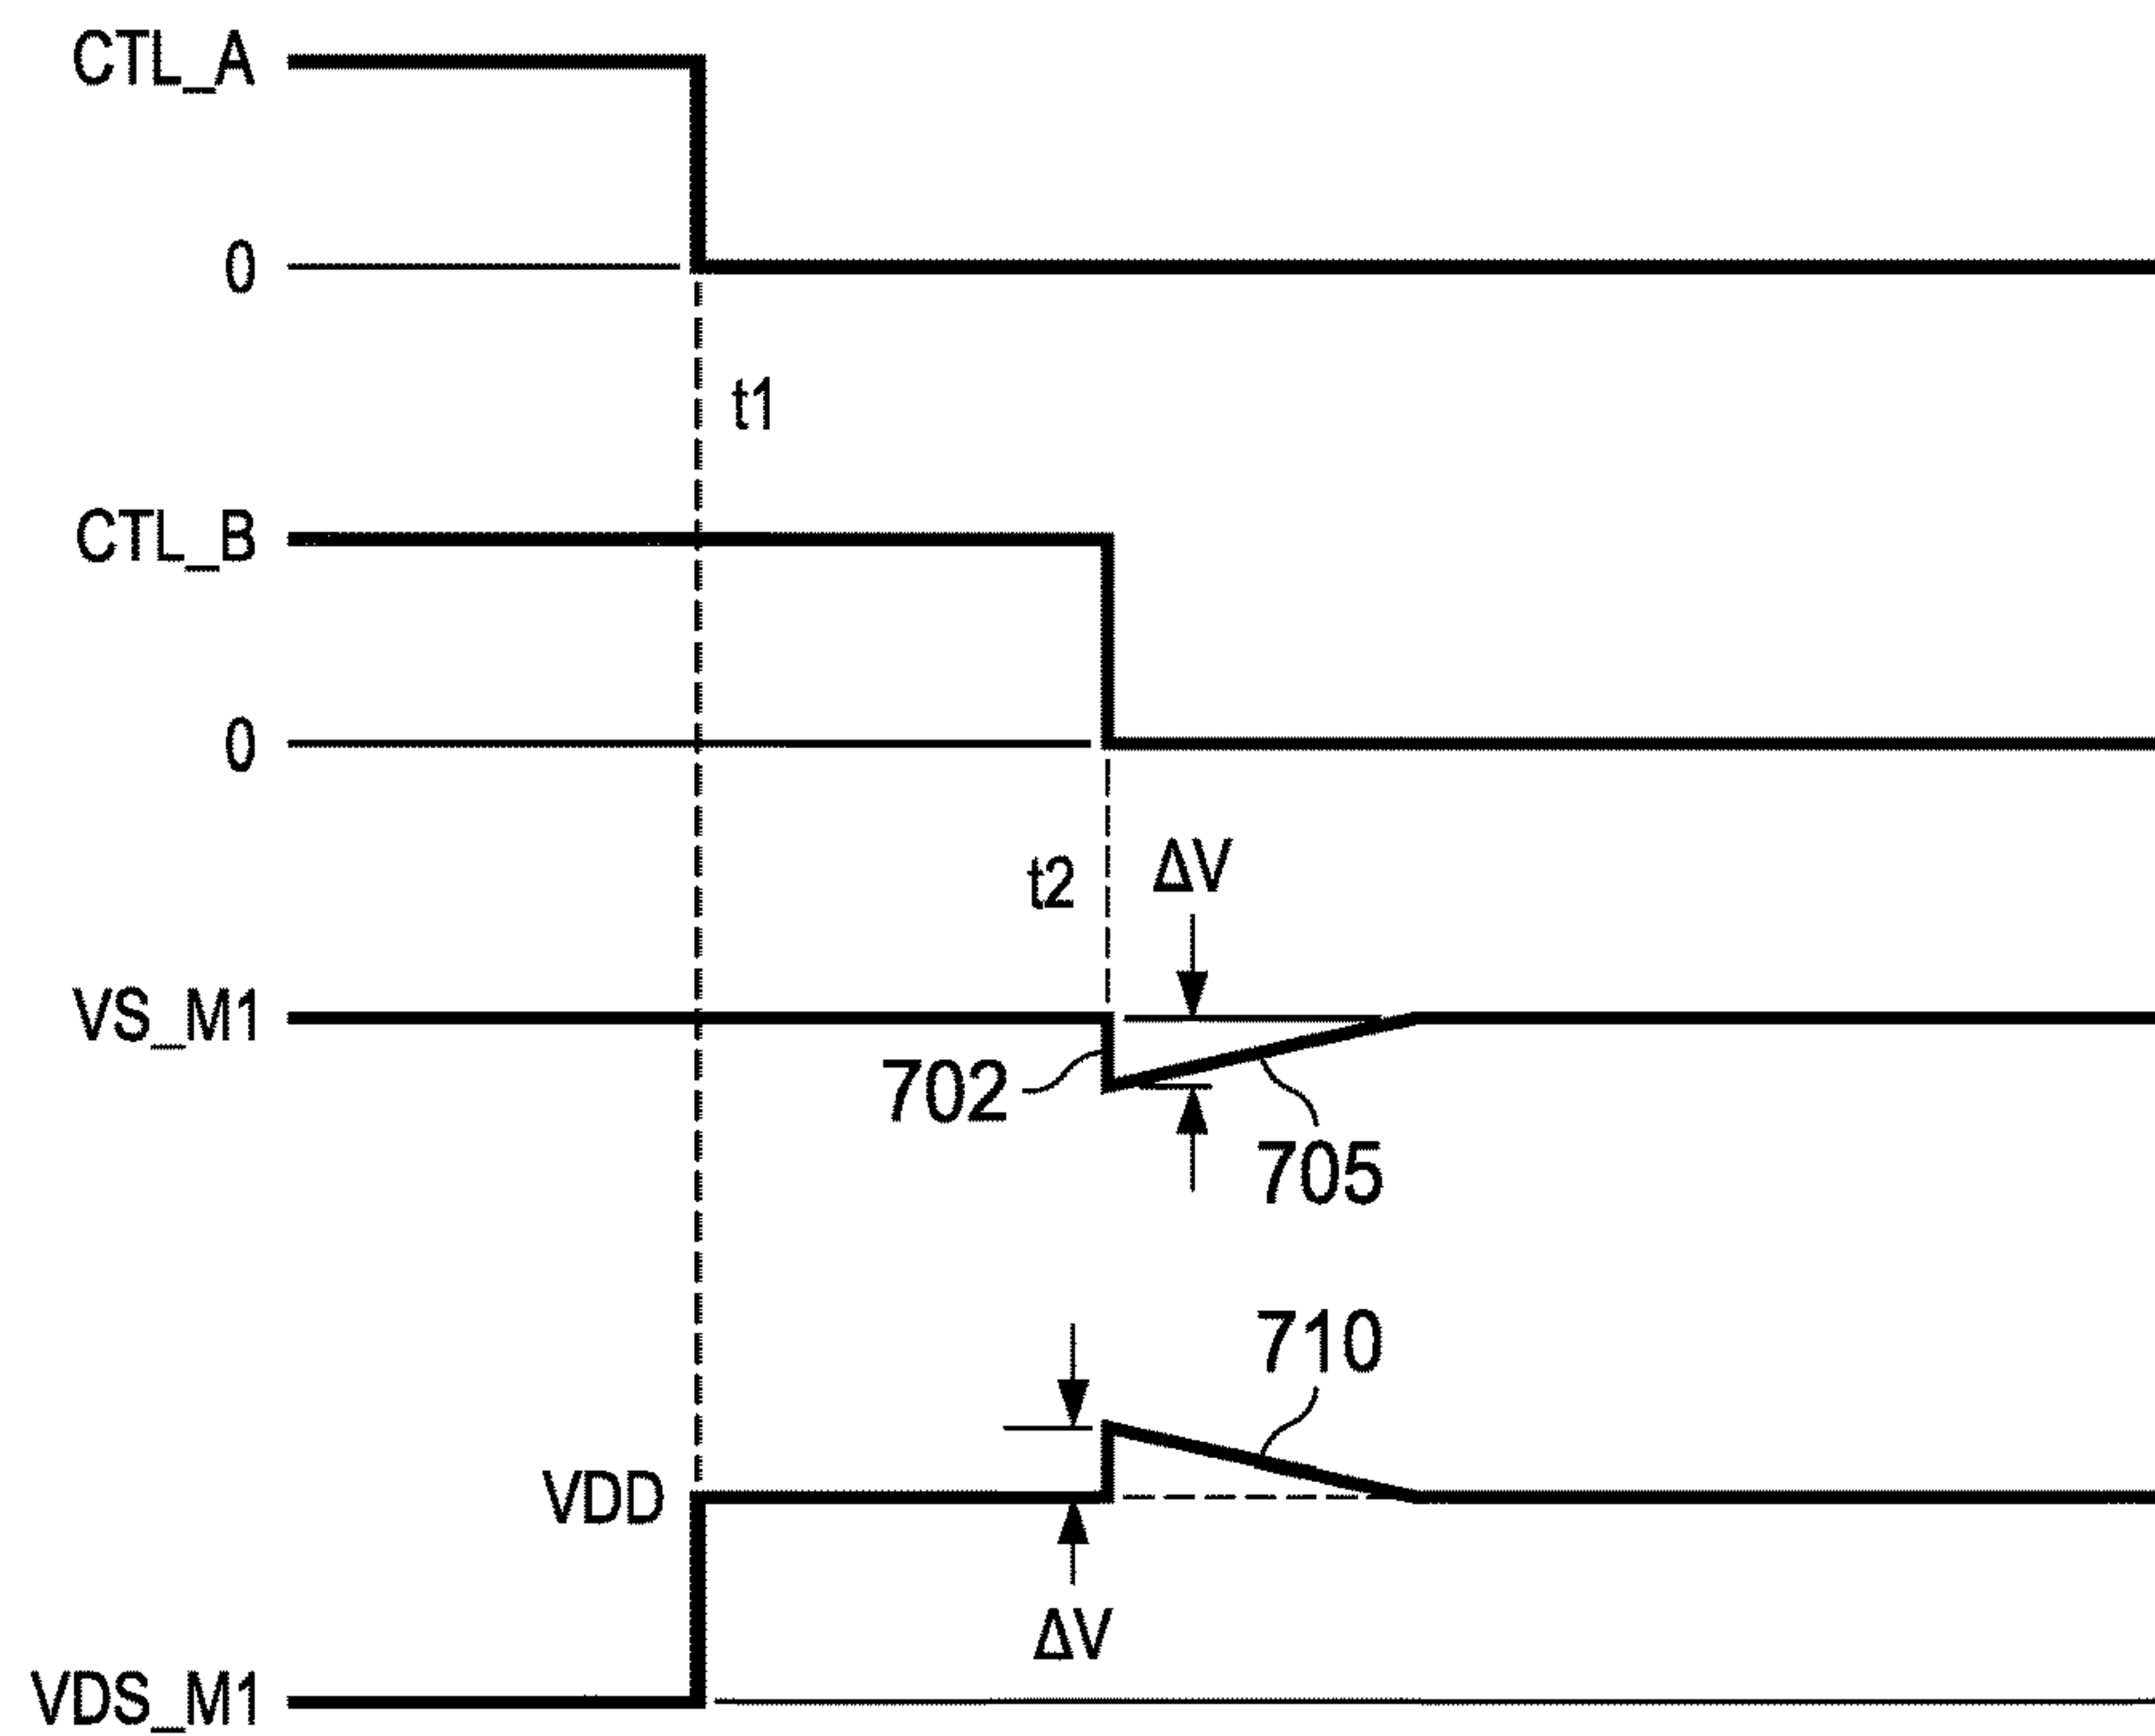 CTL_A
0
t1
CTL_B
0
t2
ΔV
VS_M1
702
705
710
VDD
ΔV
VDS_M1